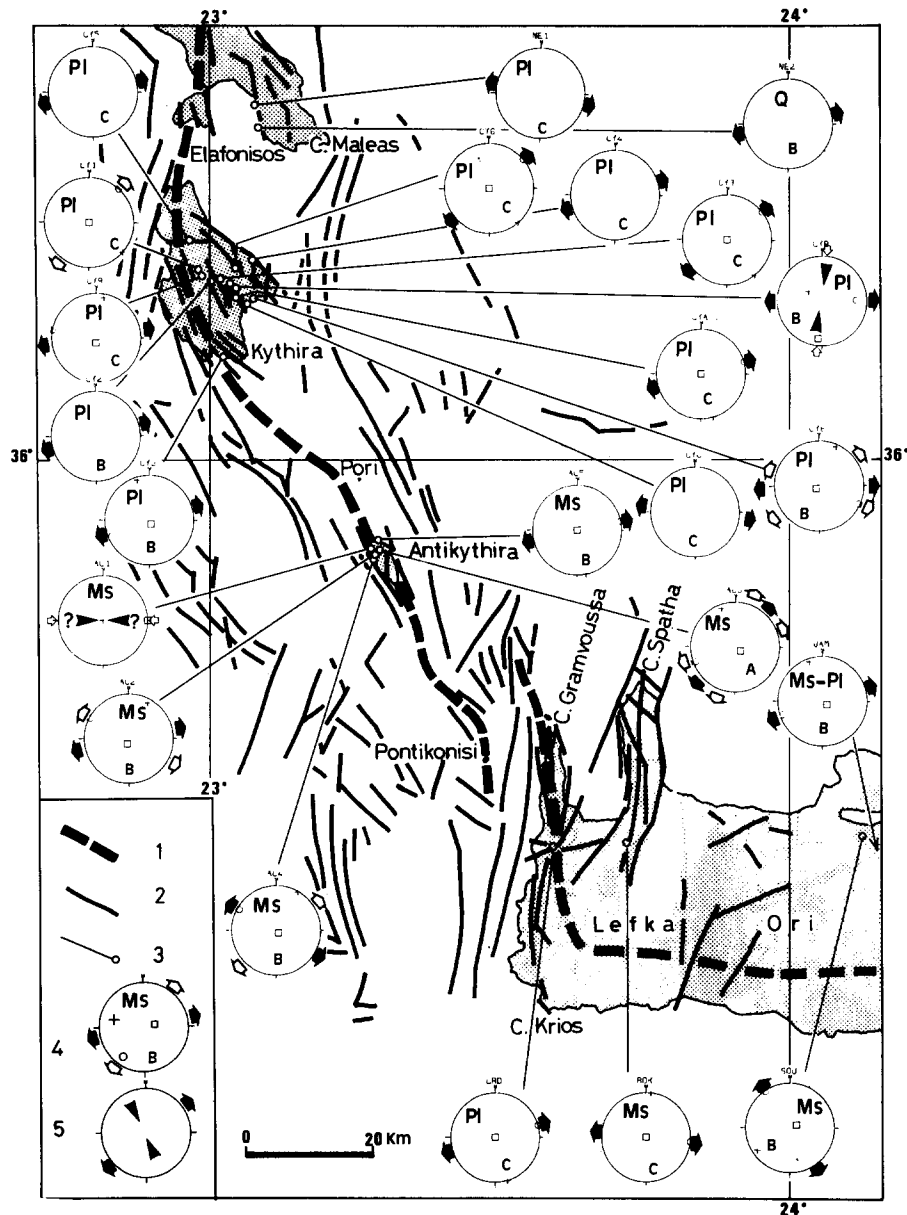 23°
24°
Pl
C
NE1
Pl
C
NE2
Q
B
Elafonisos
C. Maleas
Pl
C
Pl
C
Pl
C
Pl
C
Pl
B
Pl
C
Kythira
Pl
C
Pl
B
36°
36°
Pori
Pl
B
Pl
C
Ms
B
Antikythira
Pl
B
Ms
? ?
C. Gramvoussa
C. Spatha
Ms
A
Ms
B
Ms-Pl
B
Pontikonisi
23°
1
2
3
4
5
Ms
B
Ms
B
Lefka Ori
C. Krios
0 20 Km
Pl
C
Ms
C
Ms
B
24°